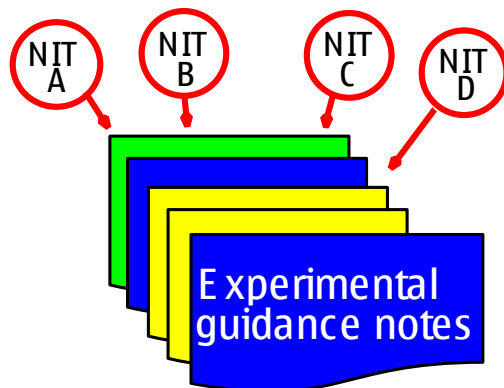 NIT
A
NIT
B
NIT
C
NIT
D
Experimental
guidance notes